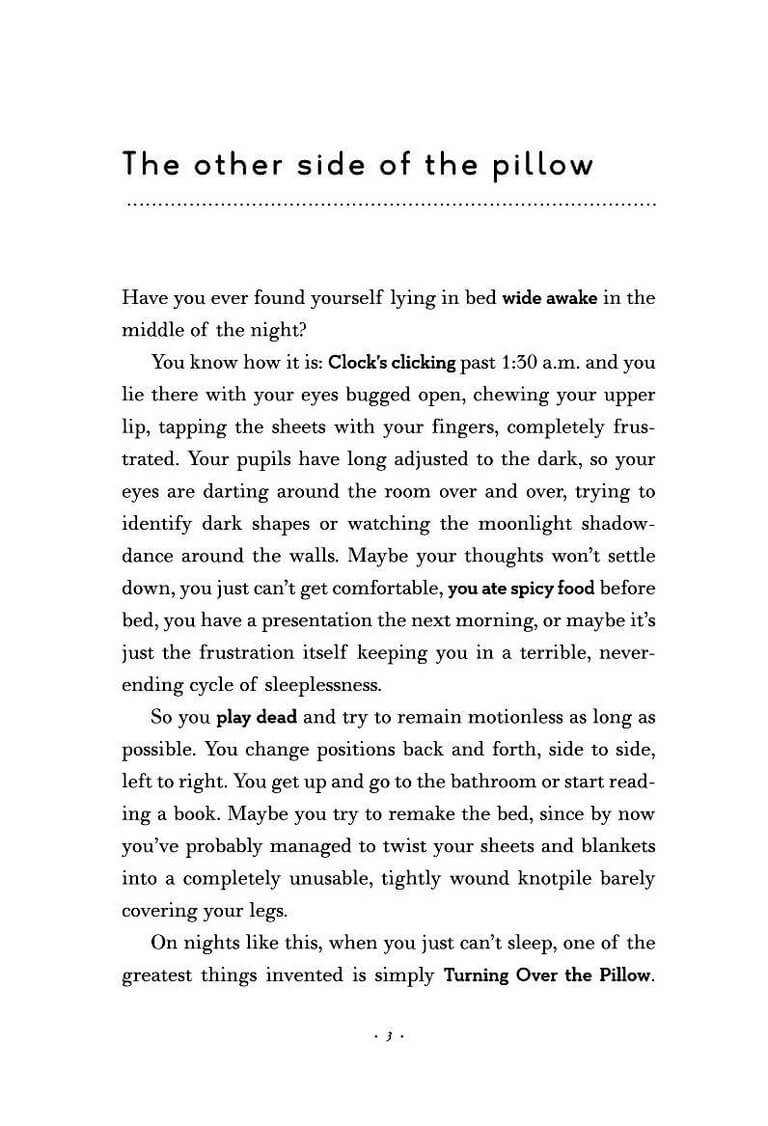 The other side of the pillow
Have you ever found yourself lying in bed wide awake in the
middle of the night?
You know how it is: Clock's clicking past 1:30 a.m. and you
lie there with your eyes bugged open, chewing your upper
lip, tapping the sheets with your fingers, completely frus-
trated. Your pupils have long adjusted to the dark, so your
eyes are darting around the room over and over, trying to
identify dark shapes or watching the moonlight shadow-
dance around the walls. Maybe your thoughts won't settle
down, you just can't get comfortable, you ate spicy food before
bed, you have a presentation the next morning, or maybe it's
just the frustration itself keeping you in a terrible, never-
ending cycle of sleeplessness.
So you play dead and try to remain motionless as long as
possible. You change positions back and forth, side to side,
left to right. You get up and go to the bathroom or start read-
ing a book. Maybe you try to remake the bed, since by now
you've probably managed to twist your sheets and blankets
into a completely unusable, tightly wound knotpile barely
covering your legs.
On nights like this, when you just can't sleep, one of the
greatest things invented is simply Turning Over the Pillow.
· 3 ·